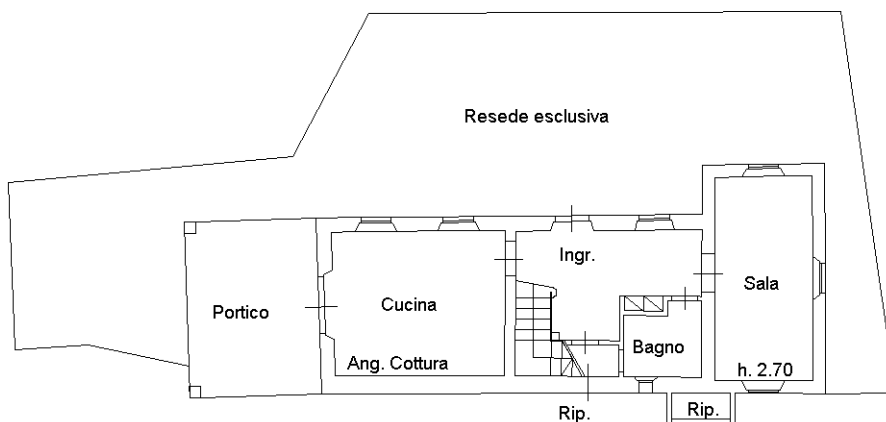 Resede esclusiva
Ingr.
Sala
Portico
Cucina
Bagno
Ang. Cottura
h. 2.70
Rip.
Rip.